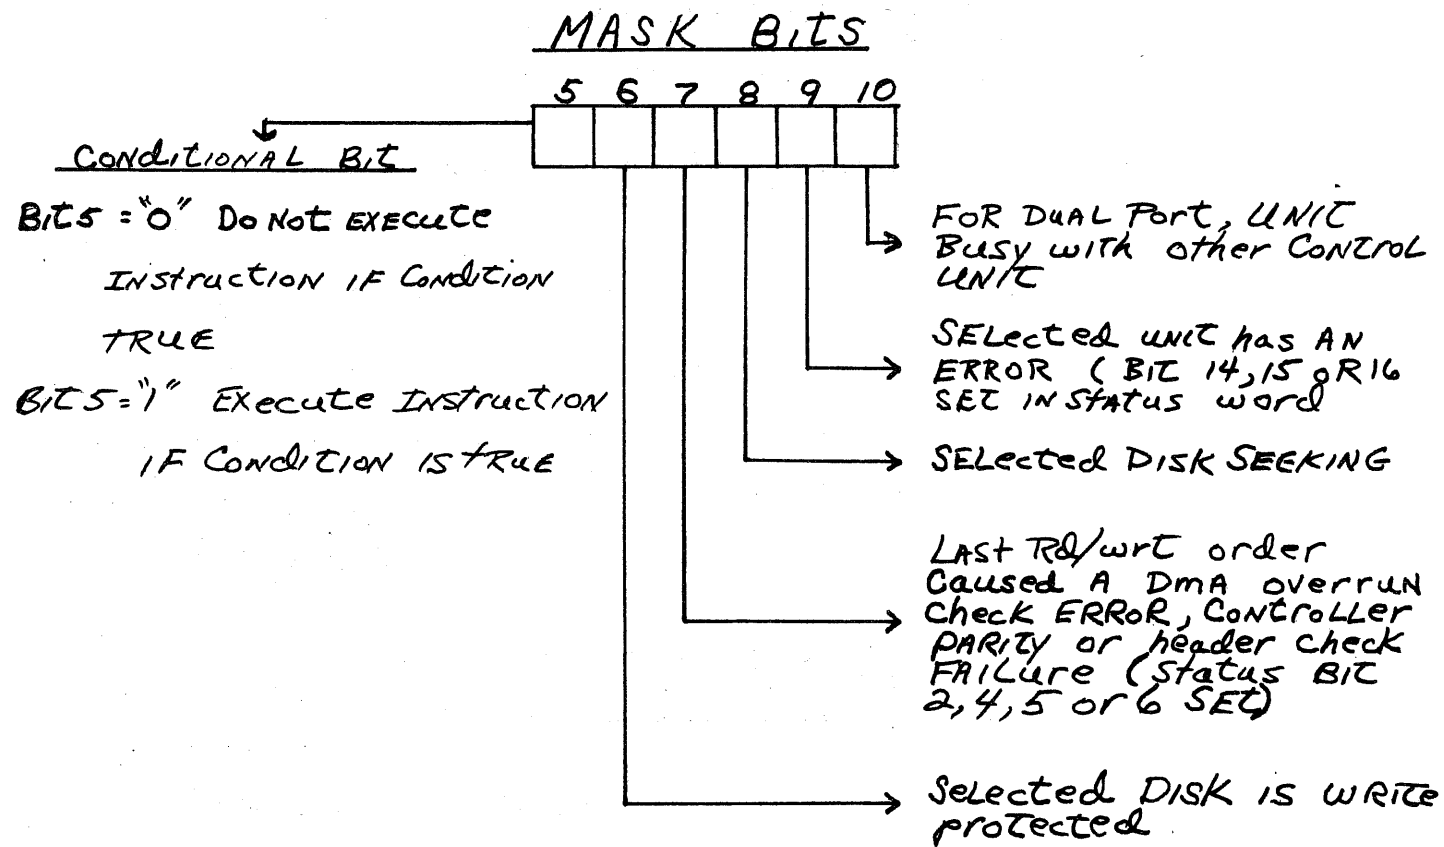 MASK BITS
5 6 7 8 9 10
Conditional Bit
Bit 5 = "0" Do Not Execute
Instruction if Condition
True
Bit 5 = "1" Execute Instruction
if Condition is true
For Dual Port, Unit
Busy with other Control
Unit
Selected unit has an
ERROR ( Bit 14, 15 or 16
Set in Status word
Selected Disk Seeking
Last Rd/wrt order
Caused A DMA overrun
check ERROR, Controller
Parity or header check
Failure (Status Bit
2, 4, 5 or 6 Set)
Selected Disk is write
protected